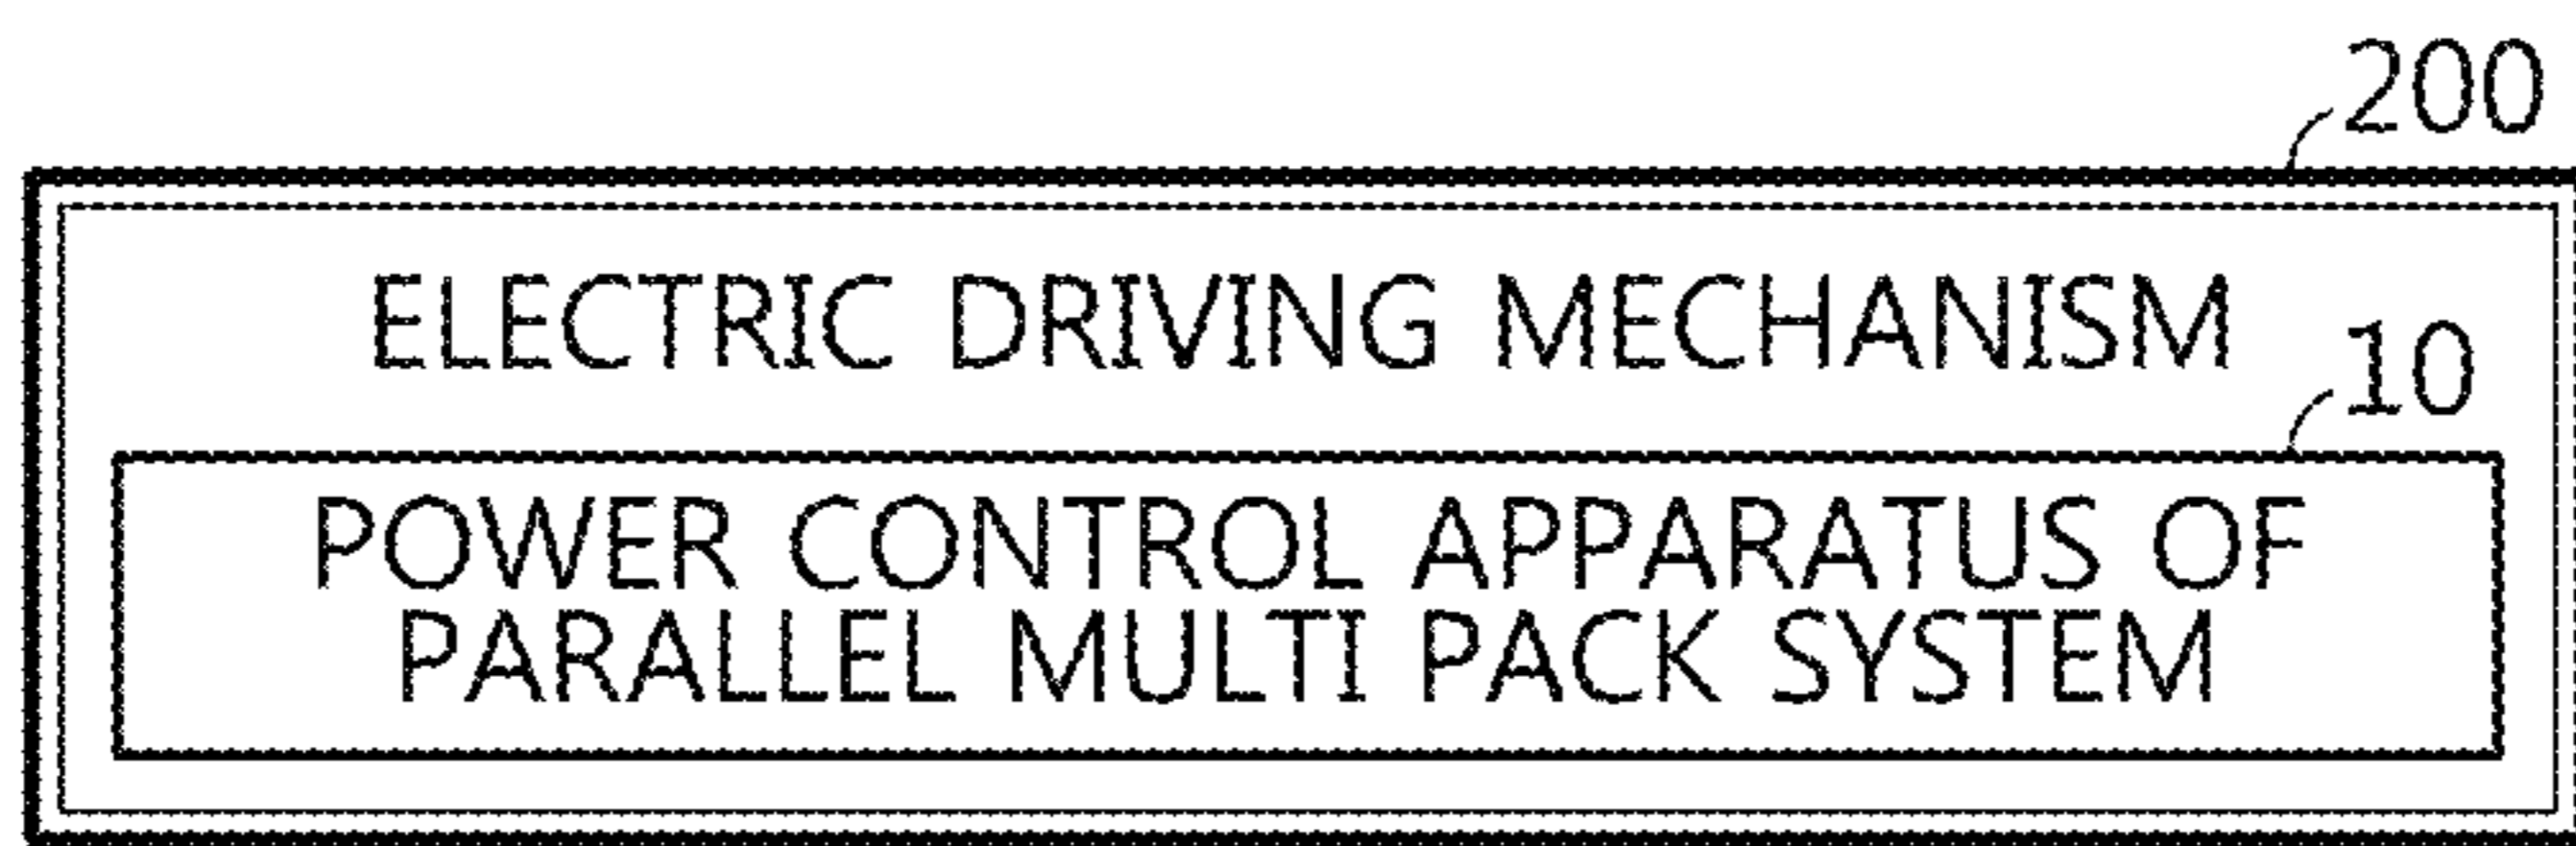 200
ELECTRIC DRIVING MECHANISM
10
POWER CONTROL APPARATUS OF
PARALLEL MULTI PACK SYSTEM